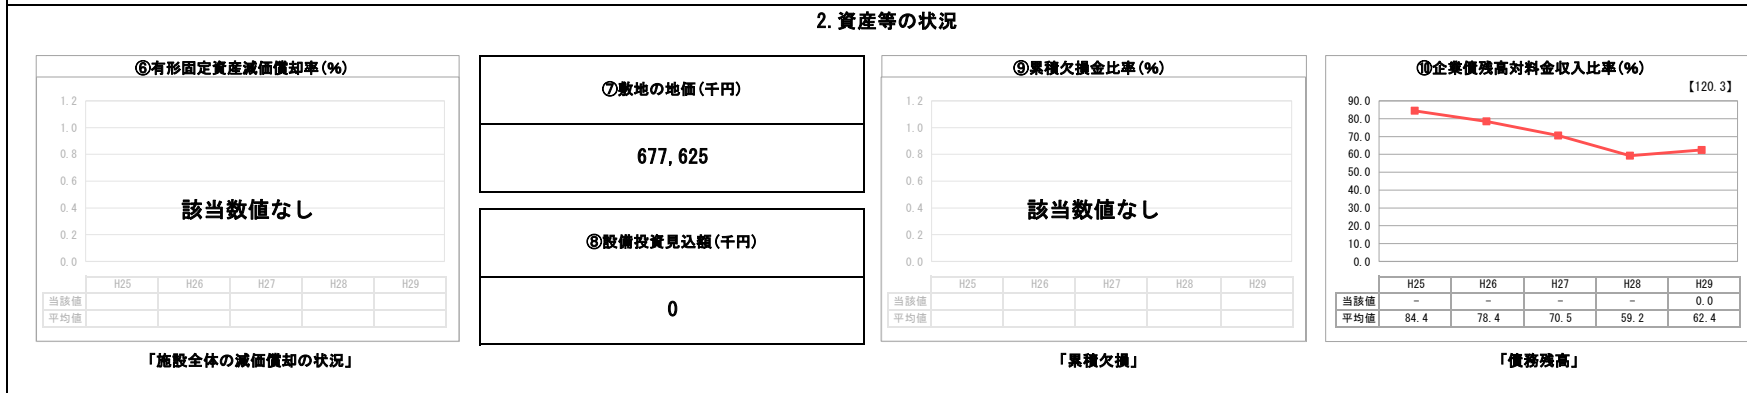 2.資産等の状況
⑥有形固定資産減価償却率(%)
1.2
1.0
0.8
0.6
0.4
0.2
0.0
該当数値なし
H25 H26 H27 H28 H29
当該値
平均値
「施設全体の減価償却の状況」
⑦敷地の地価(千円)
677,625
⑧設備投資見込額(千円)
0
⑨累積欠損金比率(%)
1.2
1.0
0.8
0.6
0.4
0.2
0.0
該当数値なし
H25 H26 H27 H28 H29
当該値
平均値
「累積欠損」
⑩企業債残高対料金収入比率(%)
【120.3】
90.0
80.0
70.0
60.0
50.0
40.0
30.0
20.0
10.0
0.0
H25 H26 H27 H28 H29
当該値 - - - - 0.0
平均値 84.4 78.4 70.5 59.2 62.4
「債務残高」